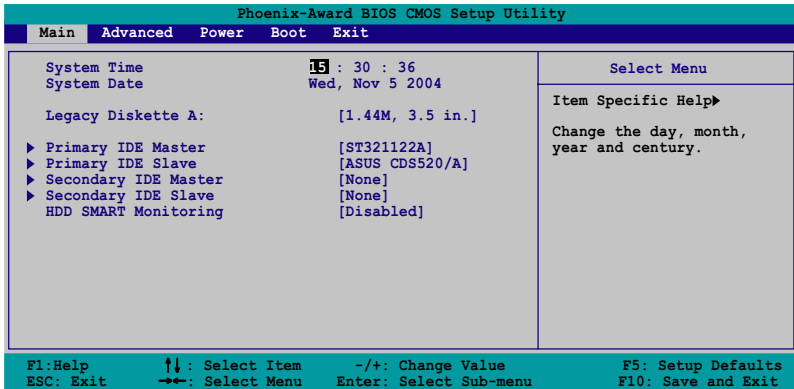 Phoenix-Award BIOS CMOS Setup Utility
Main Advanced Power Boot Exit
System Time 15 : 30 : 36
System Date Wed, Nov 5 2004
Legacy Diskette A: [1.44M, 3.5 in.]
Primary IDE Master [ST321122A]
Primary IDE Slave [ASUS CDS520/A]
Secondary IDE Master [None]
Secondary IDE Slave [None]
HDD SMART Monitoring [Disabled]
Select Menu
Item Specific Help
Change the day, month,
year and century.
F1:Help ↑↓: Select Item -/+: Change Value F5: Setup Defaults
ESC: Exit →←: Select Menu Enter: Select Sub-menu F10: Save and Exit